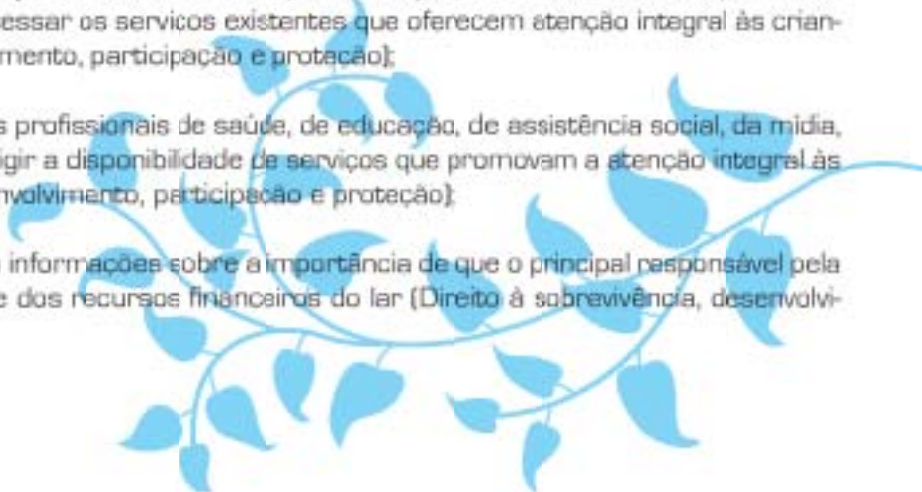 essar os servicos existentes que oferecem atenção integral às crian-
mento, participação e proteção);
s profissionais de saúde, de educação, de assistência social, da mídia,
igir a disponibilidade de serviços que promovam a atenção integral às
nvolvimento, participação e proteção);
informações sobre a importância de que o principal responsável pela
e dos recursos financeiros do lar (Direito à sobrevivência, desenvolvi-